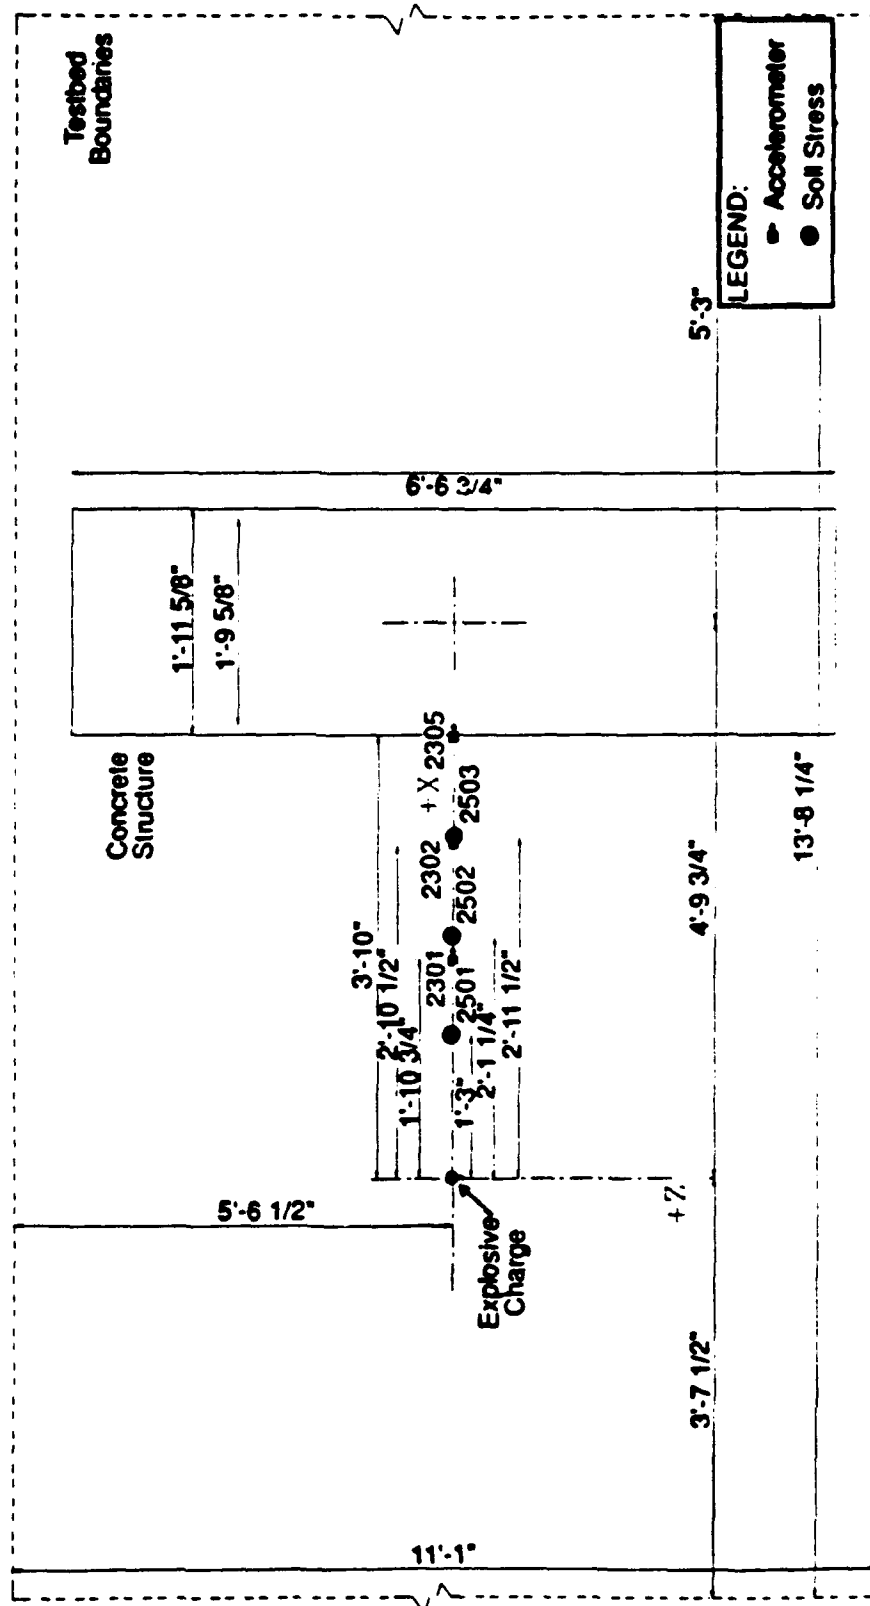 Testbed
Boundaries
LEGEND:
Accelerometer
Soil Stress
5'-3"
6'-6 3/4"
1'-11 5/8"
1'-9 5/8"
Concrete
Structure
+ X
2305
2503
2302
2502
2301
2501
3'-10"
2'-10 1/2"
1'-10 3/4"
1'-3"
2'-1 1/4"
2'-11 1/2"
4'-9 3/4"
13'-8 1/4"
5'-6 1/2"
Explosive
Charge
+ Z
3'-7 1/2"
11'-1"